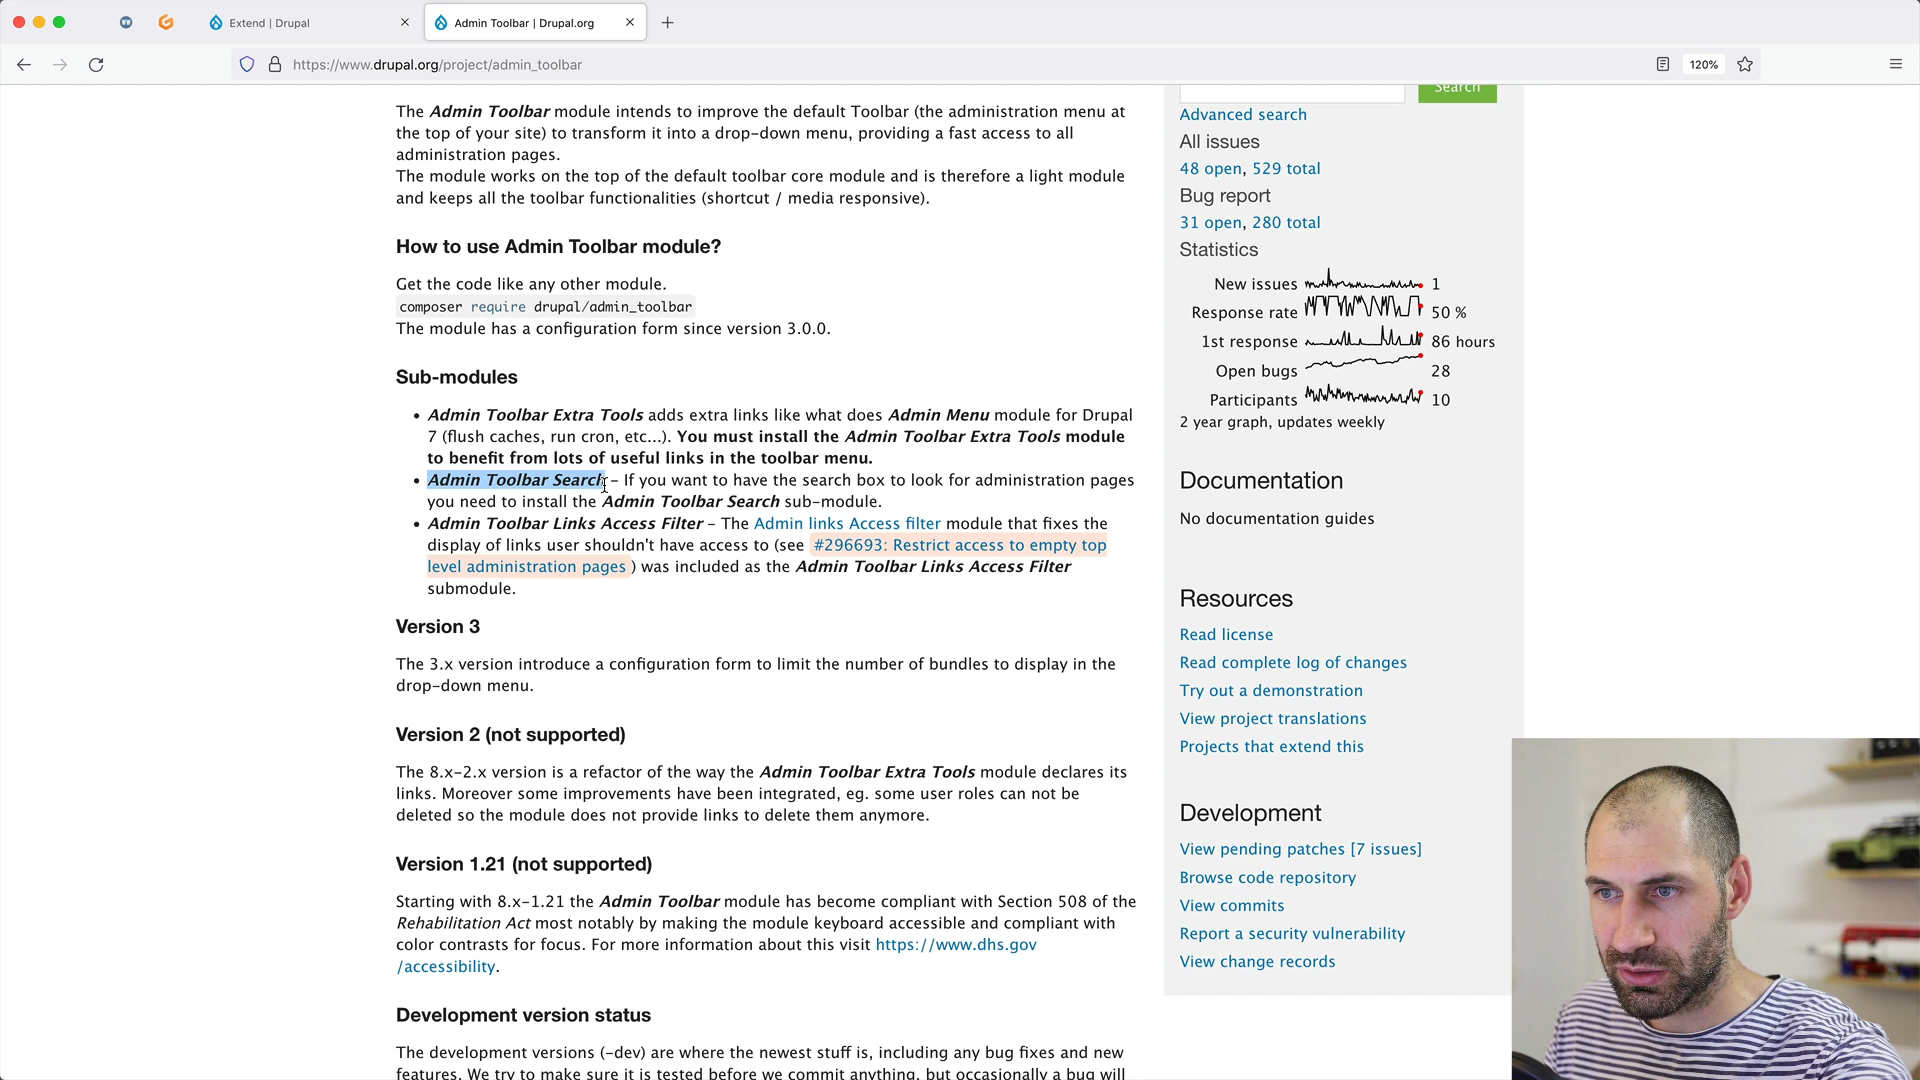 Extend | Drupal
Admin Toolbar | Drupal.org
https://www.drupal.org/project/admin_toolbar
120%
The Admin Toolbar module intends to improve the default Toolbar (the administration menu at
the top of your site) to transform it into a drop-down menu, providing a fast access to all
administration pages.
The module works on the top of the default toolbar core module and is therefore a light module
and keeps all the toolbar functionalities (shortcut / media responsive).
How to use Admin Toolbar module?
Get the code like any other module.
composer require drupal/admin_toolbar
The module has a configuration form since version 3.0.0.
Sub-modules
• Admin Toolbar Extra Tools adds extra links like what does Admin Menu module for Drupal
7 (flush caches, run cron, etc...). You must install the Admin Toolbar Extra Tools module
to benefit from lots of useful links in the toolbar menu.
• Admin Toolbar Search - If you want to have the search box to look for administration pages
you need to install the Admin Toolbar Search sub-module.
• Admin Toolbar Links Access Filter - The Admin links Access filter module that fixes the
display of links user shouldn't have access to (see #296693: Restrict access to empty top
level administration pages ) was included as the Admin Toolbar Links Access Filter
submodule.
Version 3
The 3.x version introduce a configuration form to limit the number of bundles to display in the
drop-down menu.
Version 2 (not supported)
The 8.x-2.x version is a refactor of the way the Admin Toolbar Extra Tools module declares its
links. Moreover some improvements have been integrated, eg. some user roles can not be
deleted so the module does not provide links to delete them anymore.
Version 1.21 (not supported)
Starting with 8.x-1.21 the Admin Toolbar module has become compliant with Section 508 of the
Rehabilitation Act most notably by making the module keyboard accessible and compliant with
color contrasts for focus. For more information about this visit https://www.dhs.gov
/accessibility.
Development version status
The development versions (-dev) are where the newest stuff is, including any bug fixes and new
features. We try to make sure it is tested before we commit anything, but occasionally a bug will
Search
Advanced search
All issues
48 open, 529 total
Bug report
31 open, 280 total
Statistics
New issues 1
Response rate 50 %
1st response 86 hours
Open bugs 28
Participants 10
2 year graph, updates weekly
Documentation
No documentation guides
Resources
Read license
Read complete log of changes
Try out a demonstration
View project translations
Projects that extend this
Development
View pending patches [7 issues]
Browse code repository
View commits
Report a security vulnerability
View change records